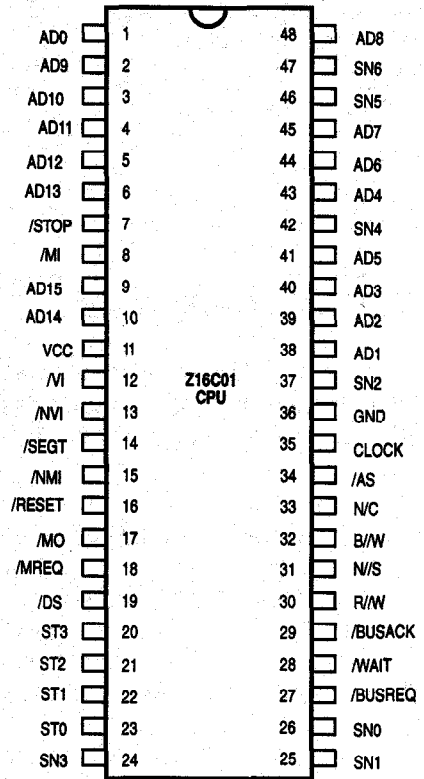 AD0 1 48 AD8
AD9 2 47 SN6
AD10 3 46 SN5
AD11 4 45 AD7
AD12 5 44 AD6
AD13 6 43 AD4
/STOP 7 42 SN4
/MI 8 41 AD5
AD15 9 40 AD3
AD14 10 39 AD2
VCC 11 38 AD1
/VI 12 Z16C01 37 SN2
CPU
/NVI 13 36 GND
/SEGT 14 35 CLOCK
/NMI 15 34 /AS
/RESET 16 33 N/C
/MO 17 32 B//W
/MREQ 18 31 N//S
/DS 19 30 R//W
ST3 20 29 /BUSACK
ST2 21 28 /WAIT
ST1 22 27 /BUSREQ
ST0 23 26 SN0
SN3 24 25 SN1